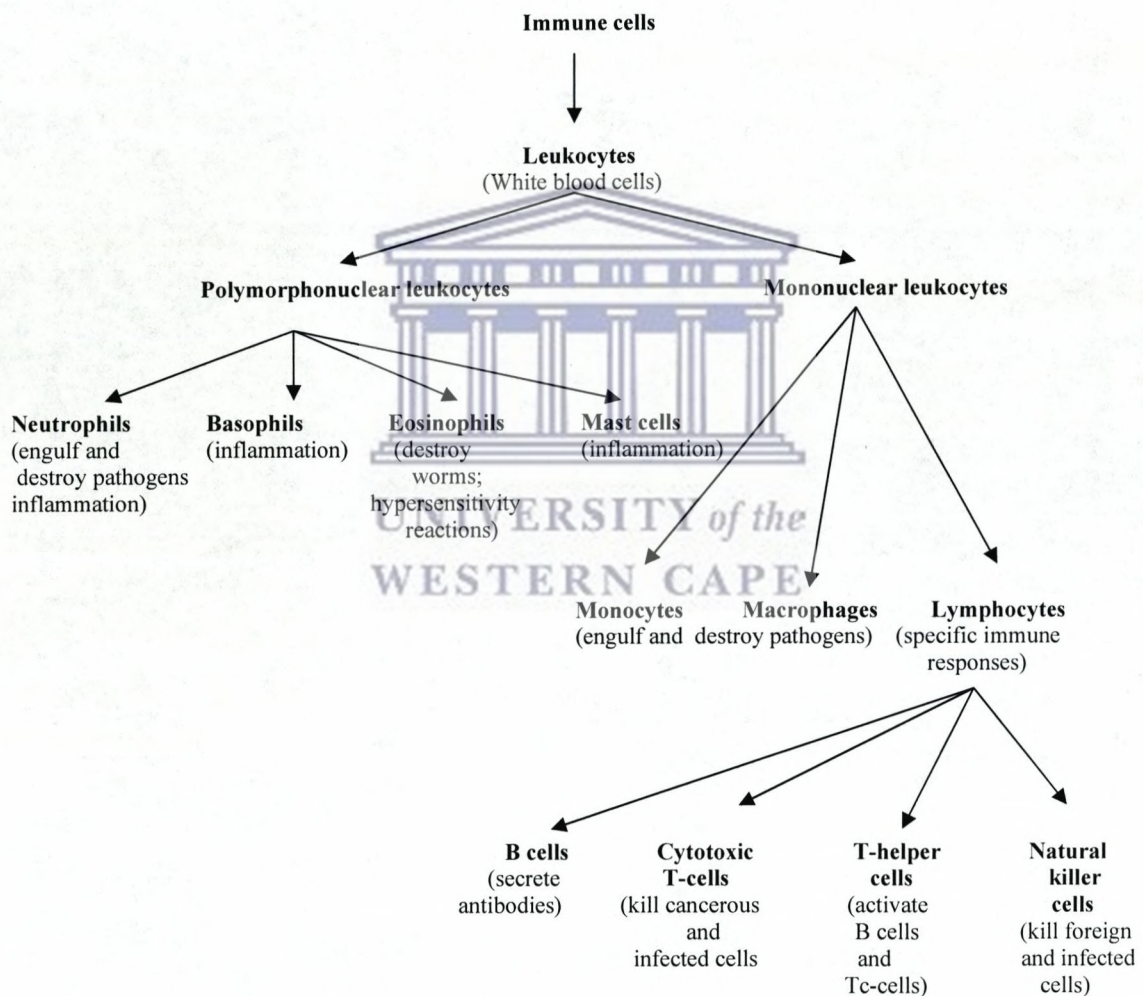 Immune cells
Leukocytes
(White blood cells)
Polymorphonuclear leukocytes
Mononuclear leukocytes
Neutrophils
(engulf and
destroy pathogens
inflammation)
Basophils
(inflammation)
Eosinophils
(destroy
worms;
hypersensitivity
reactions)
Mast cells
(inflammation)
UNIVERSITY of the
WESTERN CAPE
Monocytes Macrophages
(engulf and destroy pathogens)
Lymphocytes
(specific immune
responses)
B cells
(secrete
antibodies)
Cytotoxic
T-cells
(kill cancerous
and
infected cells
T-helper
cells
(activate
B cells
and
Tc-cells)
Natural
killer
cells
(kill foreign
and infected
cells)